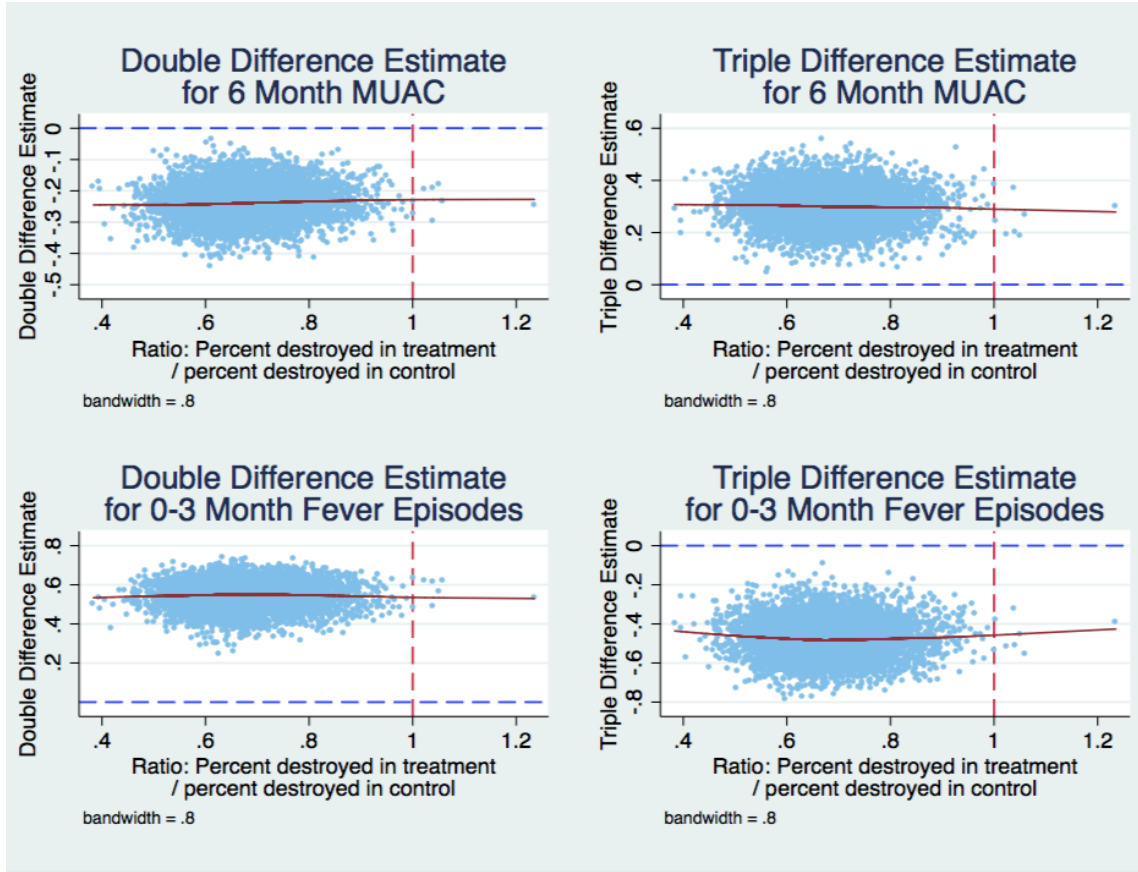 Double Difference Estimate
for 6 Month MUAC
Double Difference Estimate
0
-.1
-.2
-.3
-.4
-.5
.4 .6 .8 1 1.2
Ratio: Percent destroyed in treatment
/ percent destroyed in control
bandwidth = .8
Triple Difference Estimate
for 6 Month MUAC
Triple Difference Estimate
.6
.4
.2
0
.4 .6 .8 1 1.2
Ratio: Percent destroyed in treatment
/ percent destroyed in control
bandwidth = .8
Double Difference Estimate
for 0-3 Month Fever Episodes
Double Difference Estimate
.8
.6
.4
.2
.4 .6 .8 1 1.2
Ratio: Percent destroyed in treatment
/ percent destroyed in control
bandwidth = .8
Triple Difference Estimate
for 0-3 Month Fever Episodes
Triple Difference Estimate
0
-.2
-.4
-.6
-.8
.4 .6 .8 1 1.2
Ratio: Percent destroyed in treatment
/ percent destroyed in control
bandwidth = .8